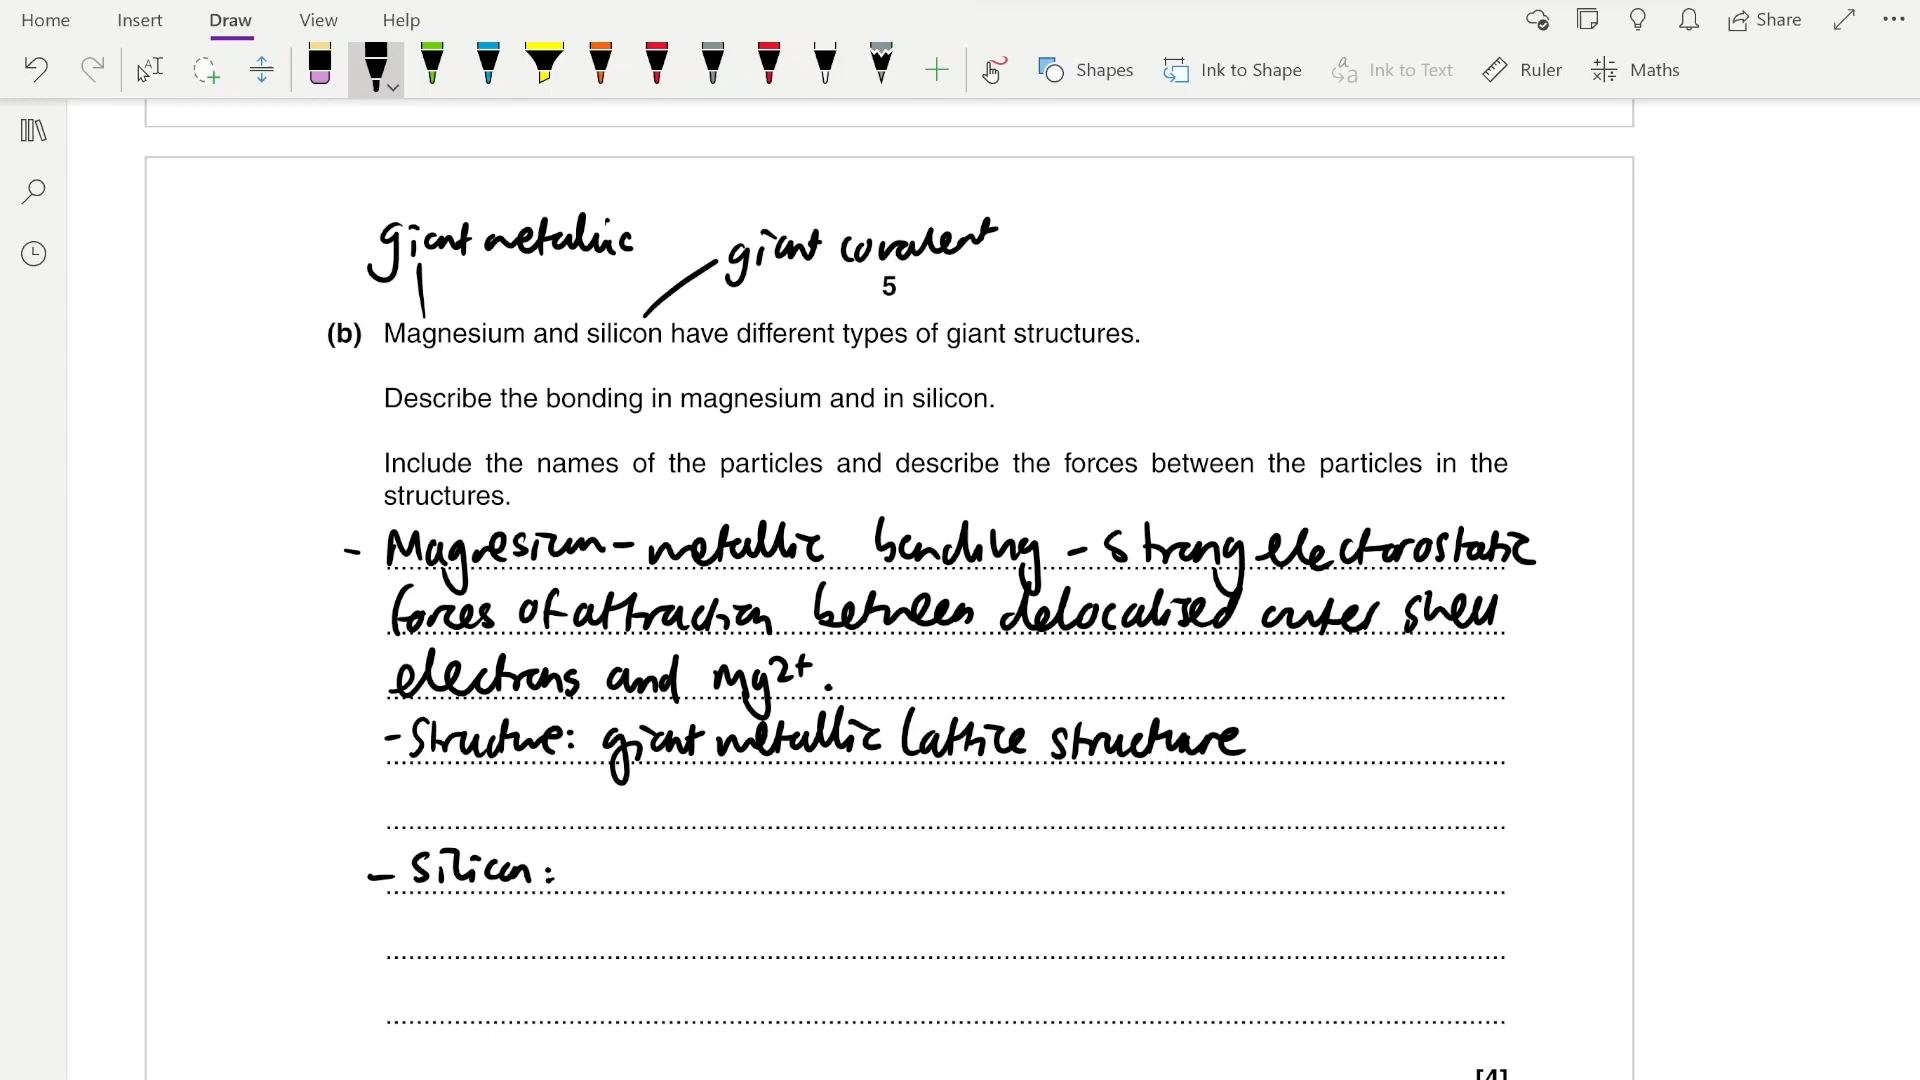 Home Insert Draw View Help
Share
Shapes Ink to Shape Ink to Text Ruler Maths
giant metallic
giant covalent
5
(b) Magnesium and silicon have different types of giant structures.
Describe the bonding in magnesium and in silicon.
Include the names of the particles and describe the forces between the particles in the
structures.
- Magnesium - metallic bonding - strong electrostatic
forces of attraction between delocalised outer shell
electrons and Mg2+.
- Structure: giant metallic lattice structure
- Silicon:
[4]